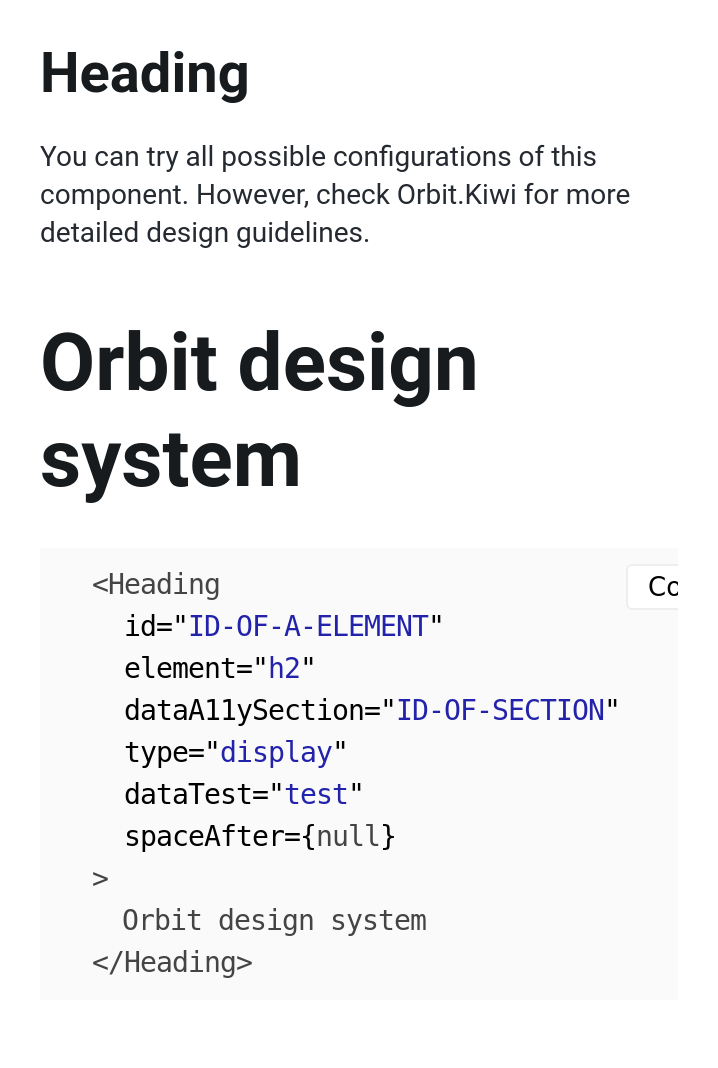 Heading
You can try all possible configurations of this
component. However, check Orbit.Kiwi for more
detailed design guidelines.
Orbit design
system
<Heading
Co
id="ID-OF-A-ELEMENT"
element="h2"
dataA11ySection="ID-OF-SECTION"
type="display"
dataTest="test"
spaceAfter={null}
>
Orbit design system
</Heading>